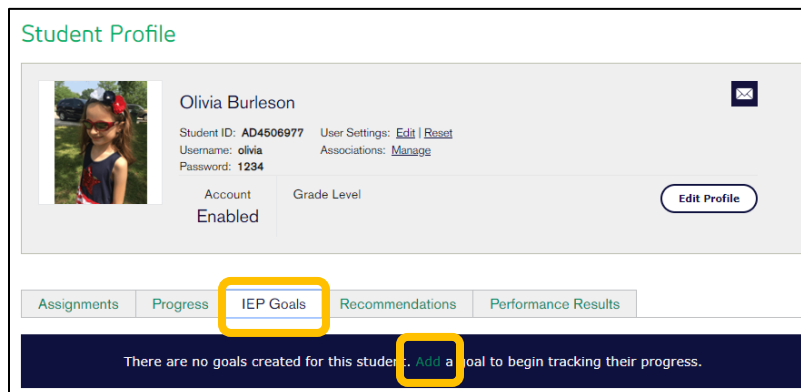 Student Profile
Olivia Burleson
Student ID: AD4506977 User Settings: Edit | Reset
Username: olivia Associations: Manage
Password: 1234
Account Grade Level
Enabled
Edit Profile
Assignments Progress IEP Goals Recommendations Performance Results
There are no goals created for this student. Add a goal to begin tracking their progress.